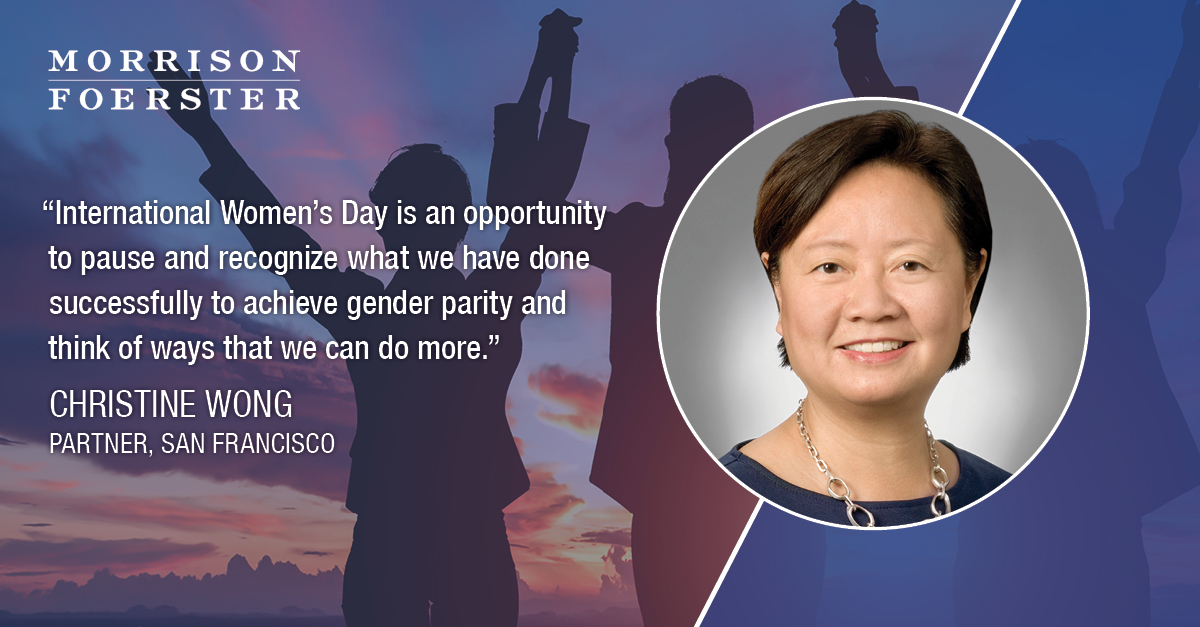 MORRISON
FOERSTER
“International Women’s Day is an opportunity
to pause and recognize what we have done
successfully to achieve gender parity and
think of ways that we can do more.”
CHRISTINE WONG
PARTNER, SAN FRANCISCO